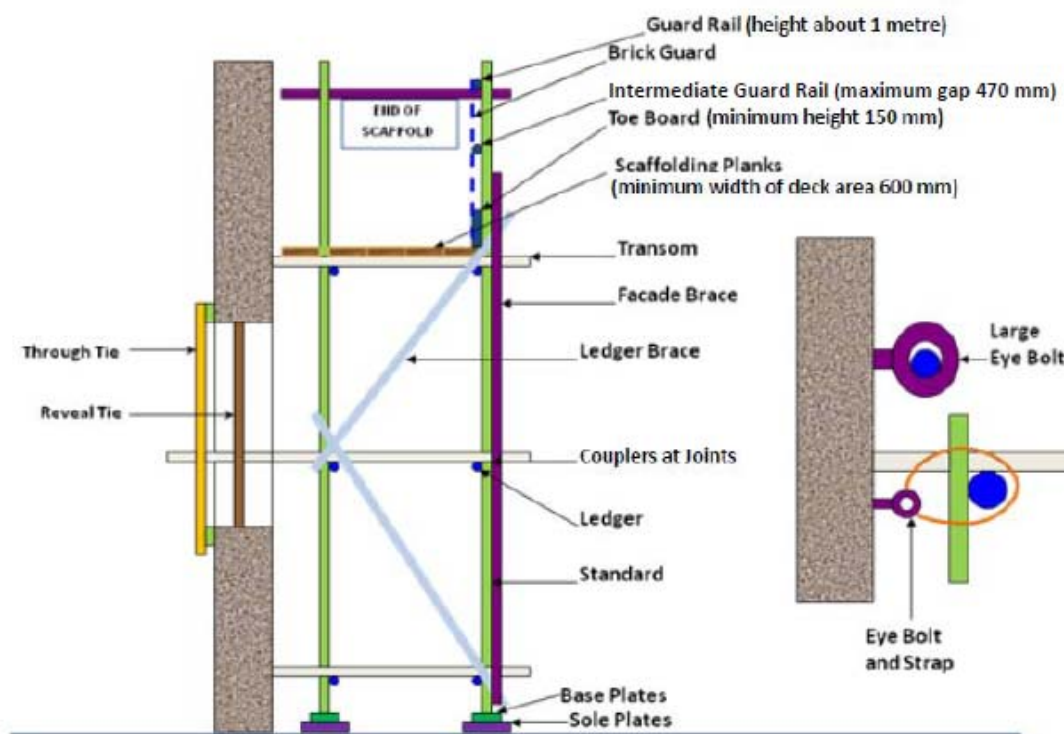 Guard Rail (height about 1 metre)
Brick Guard
Intermediate Guard Rail (maximum gap 470 mm)
Toe Board (minimum height 150 mm)
END OF
SCAFFOLD
Scaffolding Planks
(minimum width of deck area 600 mm)
Transom
Facade Brace
Through Tie
Ledger Brace
Large
Eye Bolt
Reveal Tie
Couplers at Joints
Ledger
Standard
Eye Bolt
and Strap
Base Plates
Sole Plates